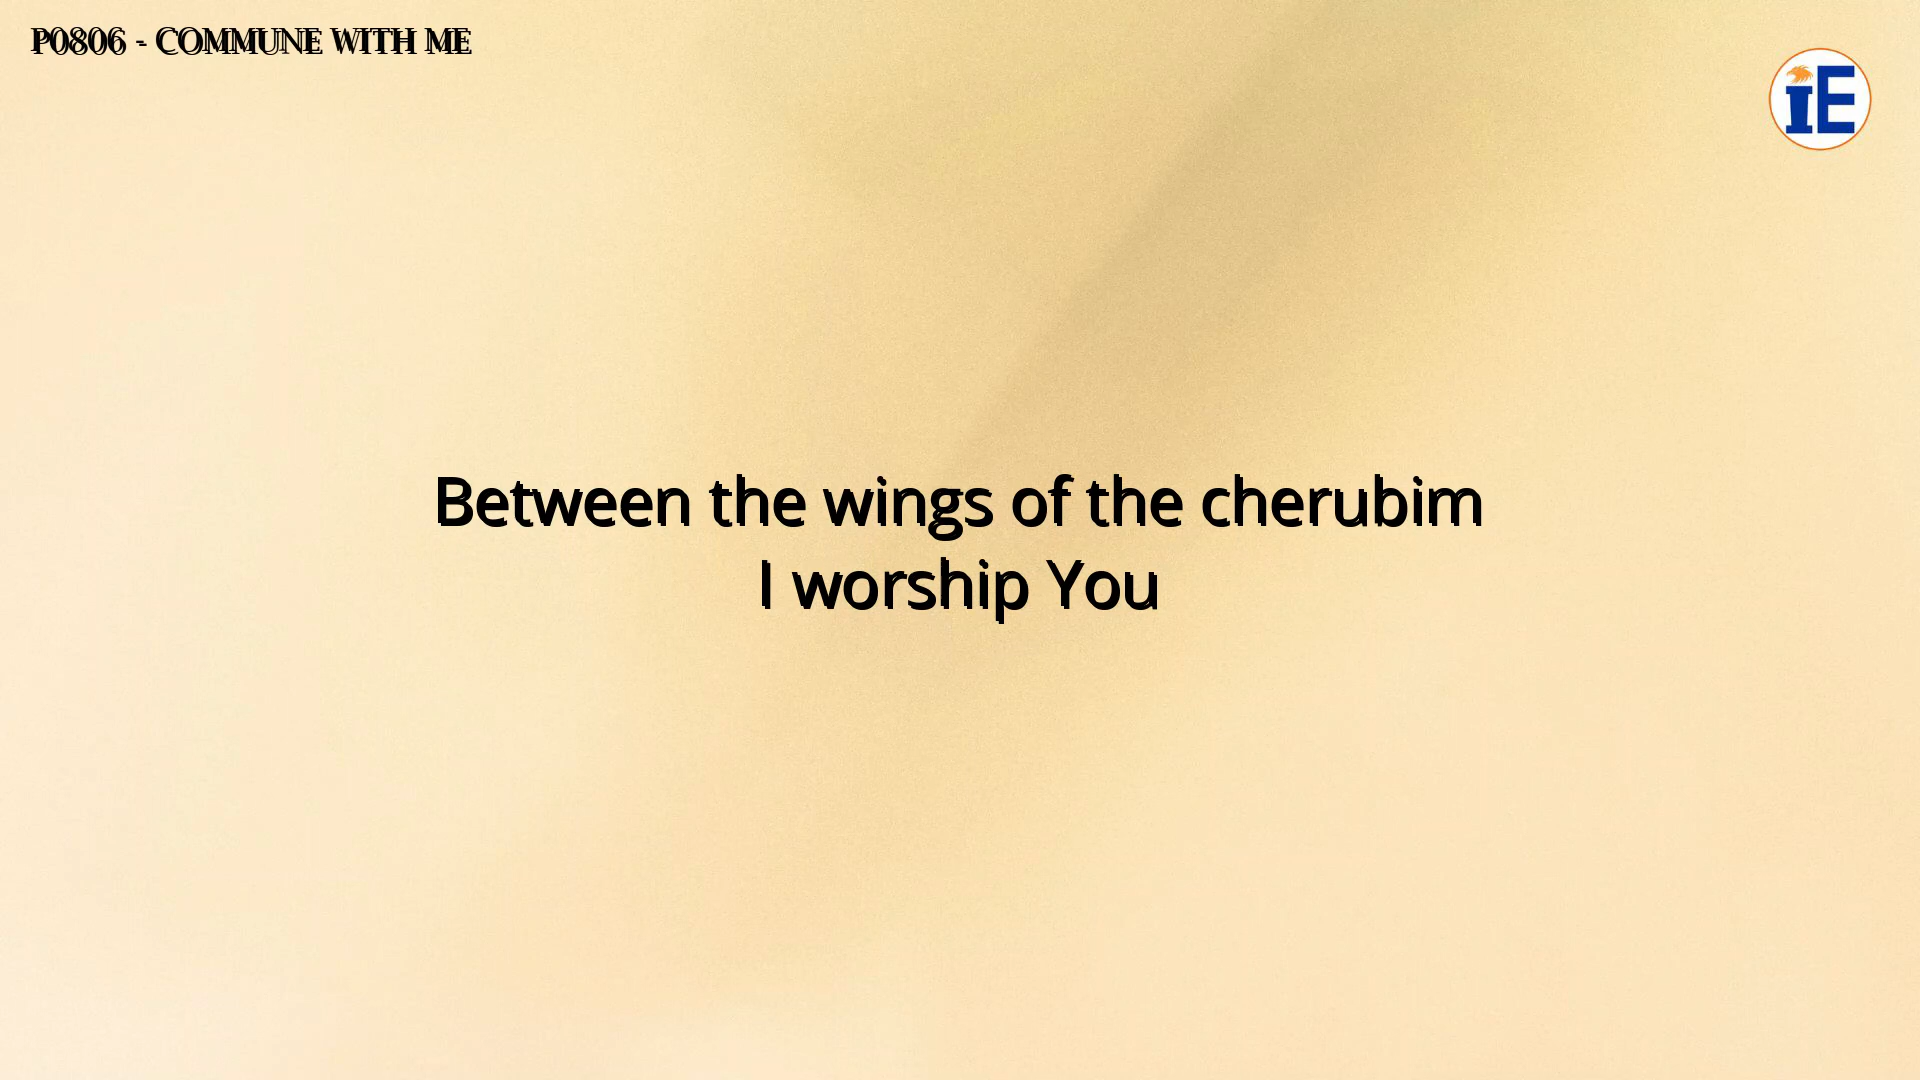 P0806 - COMMUNE WITH ME
iE
Between the wings of the cherubim
I worship You